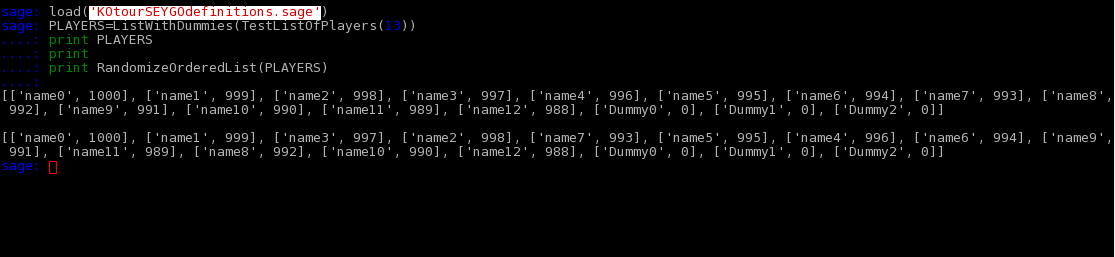 sage: load('KOtourSEYGOdefinitions.sage')
sage: PLAYERS=ListWithDummies(TestListOfPlayers(13))
....: print PLAYERS
....: print
....: print RandomizeOrderedList(PLAYERS)
....:
[['name0', 1000], ['name1', 999], ['name2', 998], ['name3', 997], ['name4', 996], ['name5', 995], ['name6', 994], ['name7', 993], ['name8',
 992], ['name9', 991], ['name10', 990], ['name11', 989], ['name12', 988], ['Dummy0', 0], ['Dummy1', 0], ['Dummy2', 0]]
[['name0', 1000], ['name1', 999], ['name3', 997], ['name2', 998], ['name7', 993], ['name5', 995], ['name4', 996], ['name6', 994], ['name9',
 991], ['name11', 989], ['name8', 992], ['name10', 990], ['name12', 988], ['Dummy0', 0], ['Dummy1', 0], ['Dummy2', 0]]
sage: